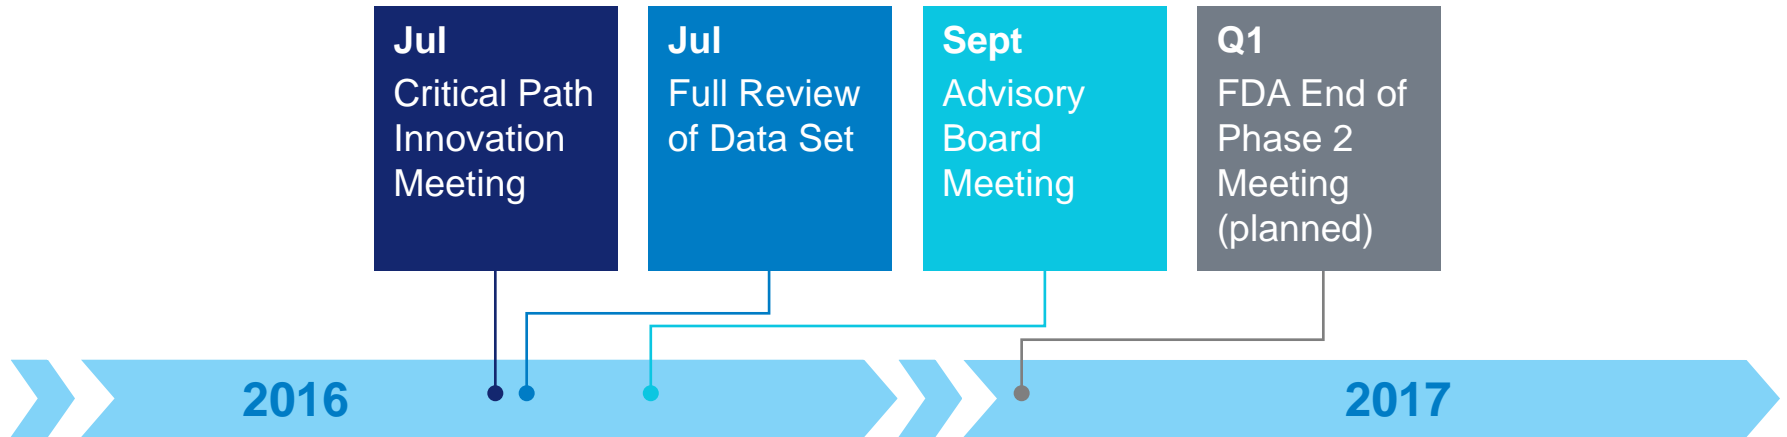 Jul
Critical Path
Innovation
Meeting
Jul
Full Review
of Data Set
Sept
Advisory
Board
Meeting
Q1
FDA End of
Phase 2
Meeting
(planned)
2016
2017